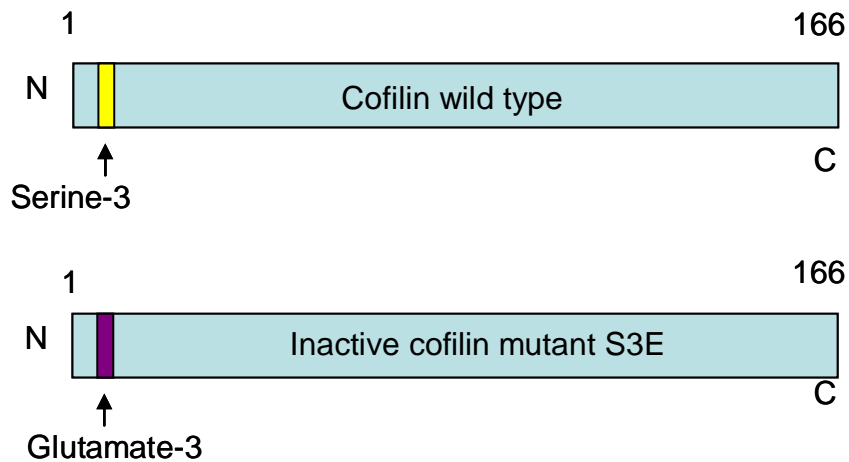 1 166
N Cofilin wild type
C
Serine-3
1 166
N Inactive cofilin mutant S3E
C
Glutamate-3